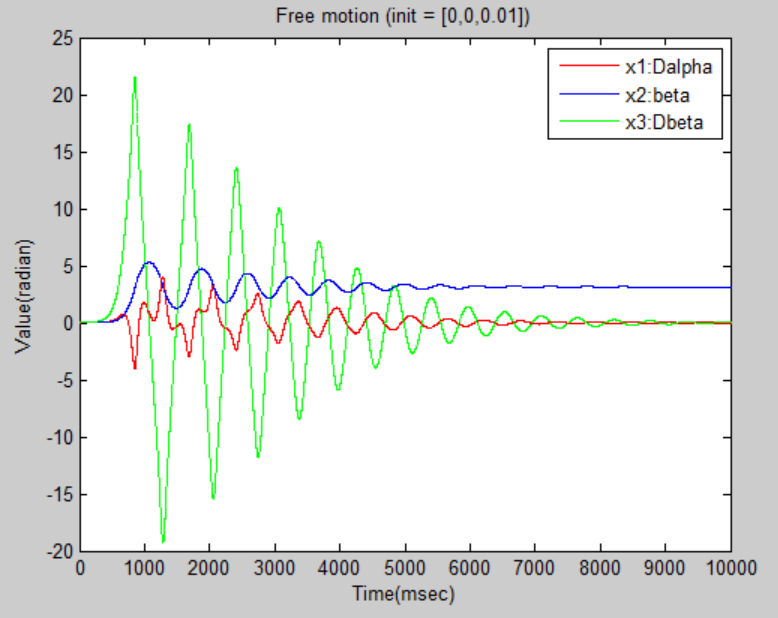 Free motion (init = [0,0,0.01])
x1:Dalpha
x2:beta
x3:Dbeta
Value(radian)
25
20
15
10
5
0
-5
-10
-15
-20
0 1000 2000 3000 4000 5000 6000 7000 8000 9000 10000
Time(msec)